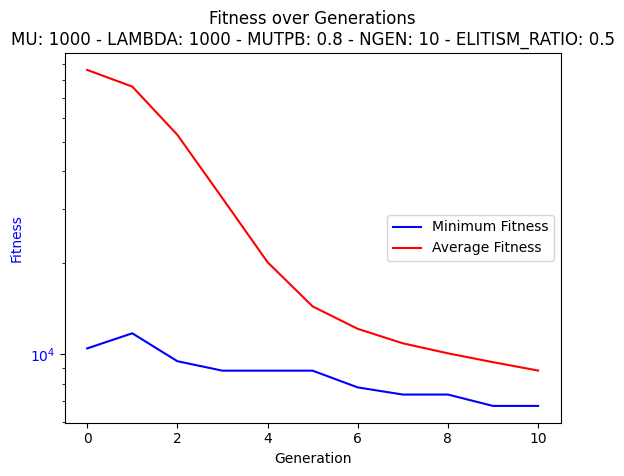 Fitness over Generations
MU: 1000 - LAMBDA: 1000 - MUTPB: 0.8 - NGEN: 10 - ELITISM_RATIO: 0.5
Fitness
10^4
Minimum Fitness
Average Fitness
0 2 4 6 8 10
Generation